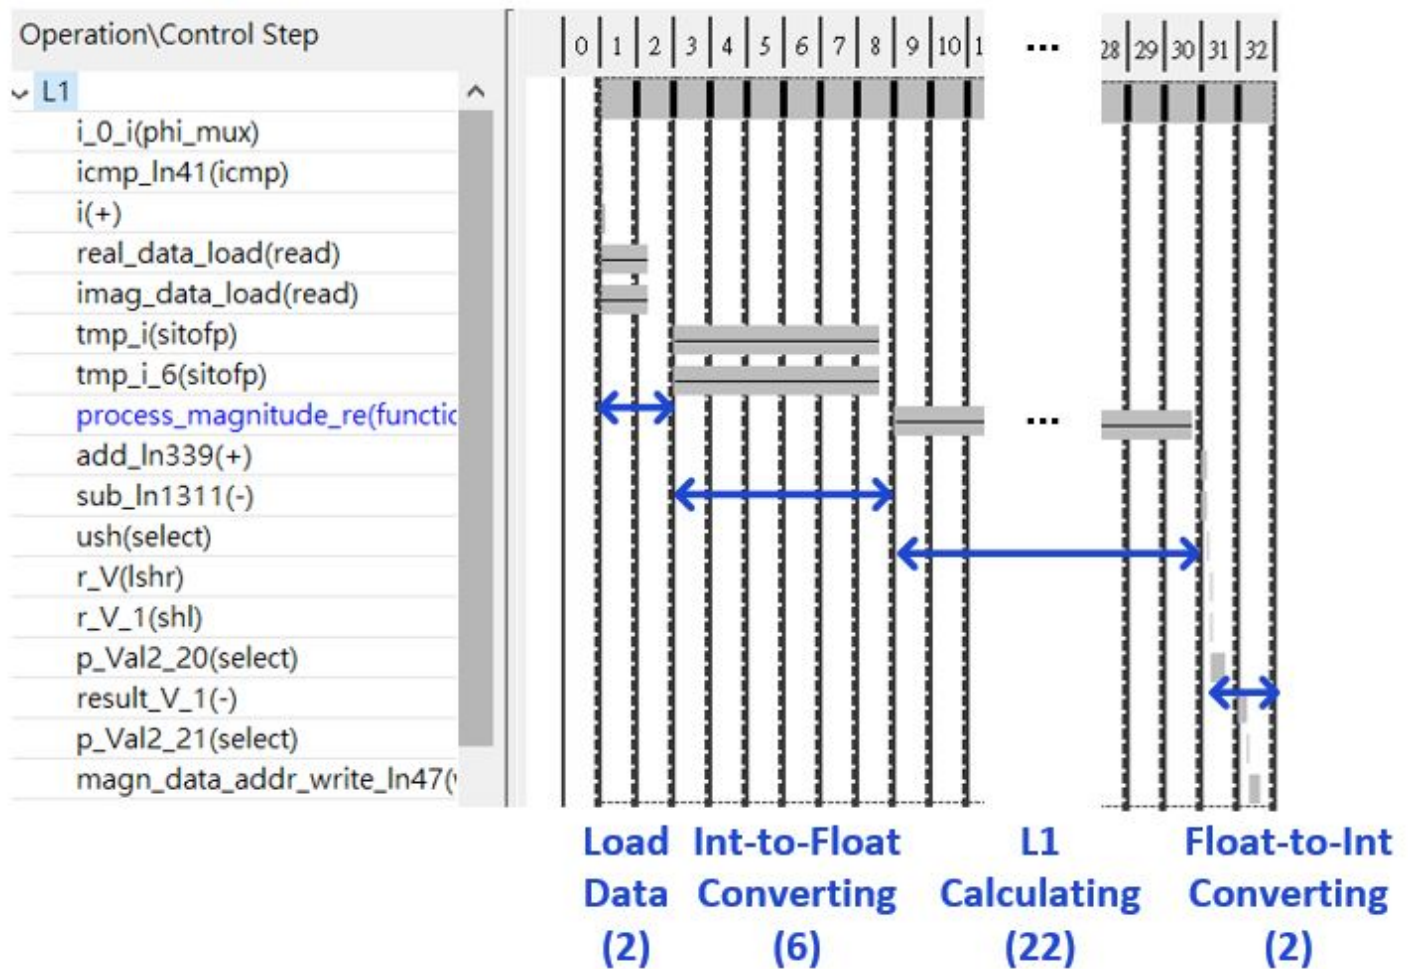 Operation\Control Step
0 1 2 3 4 5 6 7 8 9 10 1 ... 28 29 30 31 32
L1
i_0_i(phi_mux)
icmp_ln41(icmp)
i(+)
real_data_load(read)
imag_data_load(read)
tmp_i(sitofp)
tmp_i_6(sitofp)
process_magnitude_re(functic
...
add_ln339(+)
sub_ln1311(-)
ush(select)
r_V(lshr)
r_V_1(shl)
p_Val2_20(select)
result_V_1(-)
p_Val2_21(select)
magn_data_addr_write_ln47(
Load
Data
(2)
Int-to-Float
Converting
(6)
L1
Calculating
(22)
Float-to-Int
Converting
(2)